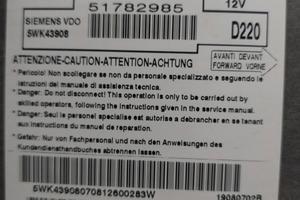 51782985
12V
SIEMENS VDO
5WK43908
D220
AVANTI DEVANT
FORWARD VORNE
ATTENZIONE-CAUTION-ATTENTION-ACHTUNG
* Pericolo! Non scollegare se non da personale specializzato e seguendo le
istruzioni del manuale di assistenza tecnica.
* Danger: Do not disconnect! This operation is only to be carried out by
skilled operators, following the instructions given in the service manual.
* Danger: Seul le personel specialise est autorise a debrancher en se tenant
aux instructions du manuel de reparation.
* Gefahr: Nur von Fachpersonal und nach den Anweisungen des
Kundendiensthandbuches abtrennen lassen.
5WK43908070812600283W
19080702B